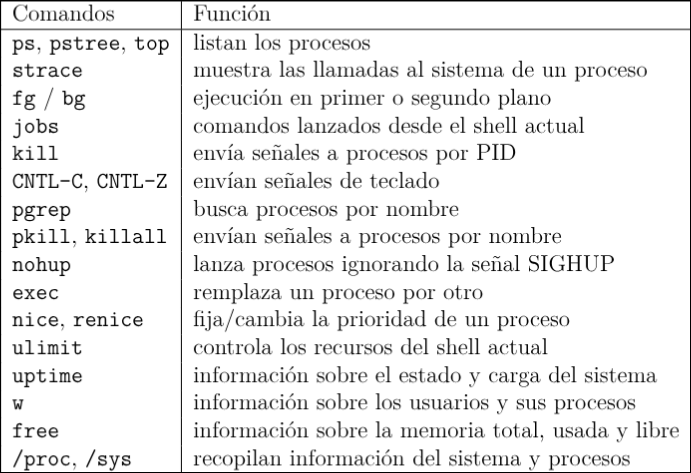 Comandos Función
ps, pstree, top listan los procesos
strace muestra las llamadas al sistema de un proceso
fg / bg ejecución en primer o segundo plano
jobs comandos lanzados desde el shell actual
kill envía señales a procesos por PID
CNTL-C, CNTL-Z envían señales de teclado
pgrep busca procesos por nombre
pkill, killall envían señales a procesos por nombre
nohup lanza procesos ignorando la señal SIGHUP
exec remplaza un proceso por otro
nice, renice fija/cambia la prioridad de un proceso
ulimit controla los recursos del shell actual
uptime información sobre el estado y carga del sistema
w información sobre los usuarios y sus procesos
free información sobre la memoria total, usada y libre
/proc, /sys recopilan información del sistema y procesos